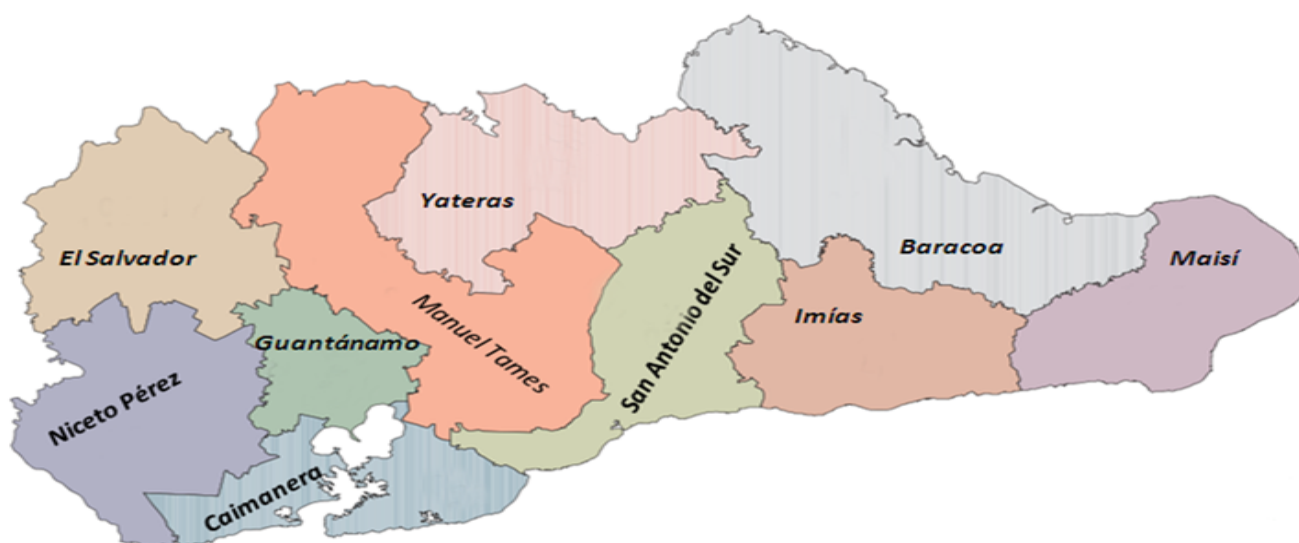 Yateras
El Salvador
Baracoa
Maisí
Manuel Tames
San Antonio del Sur
Imías
Guantánamo
Niceto Pérez
Caimanera